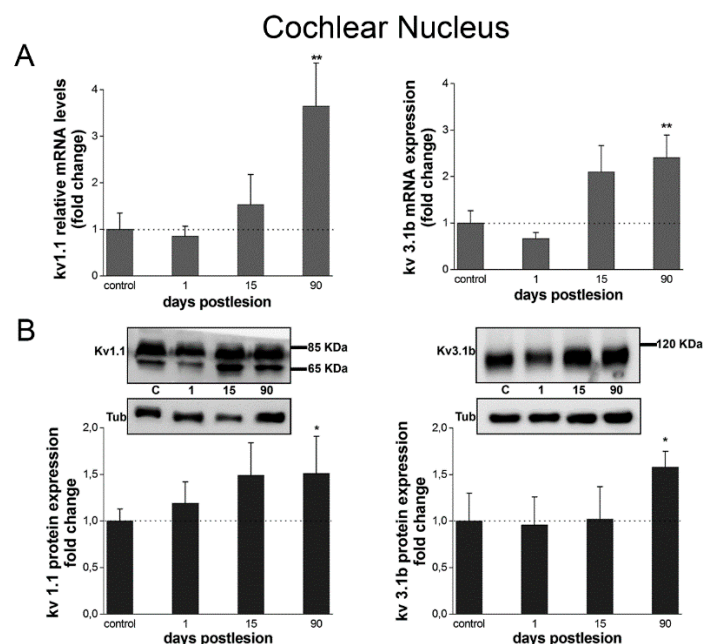 Cochlear Nucleus
A
kv1.1 relative mRNA levels
(fold change)
4
3
2
1
0
**
control
1
15
90
days postlesion
kv 3.1b mRNA expression
(fold change)
4
3
2
1
0
**
control
1
15
90
days postlesion
B
Kv1.1
85 KDa
65 KDa
C 1 15 90
Tub
kv 1.1 protein expression
fold change
2,0
1,5
1,0
0,5
0,0
*
control
1
15
90
days postlesion
Kv3.1b
120 KDa
C 1 15 90
Tub
kv 3.1b protein expression
fold change
2,0
1,5
1,0
0,5
0,0
*
control
1
15
90
days postlesion